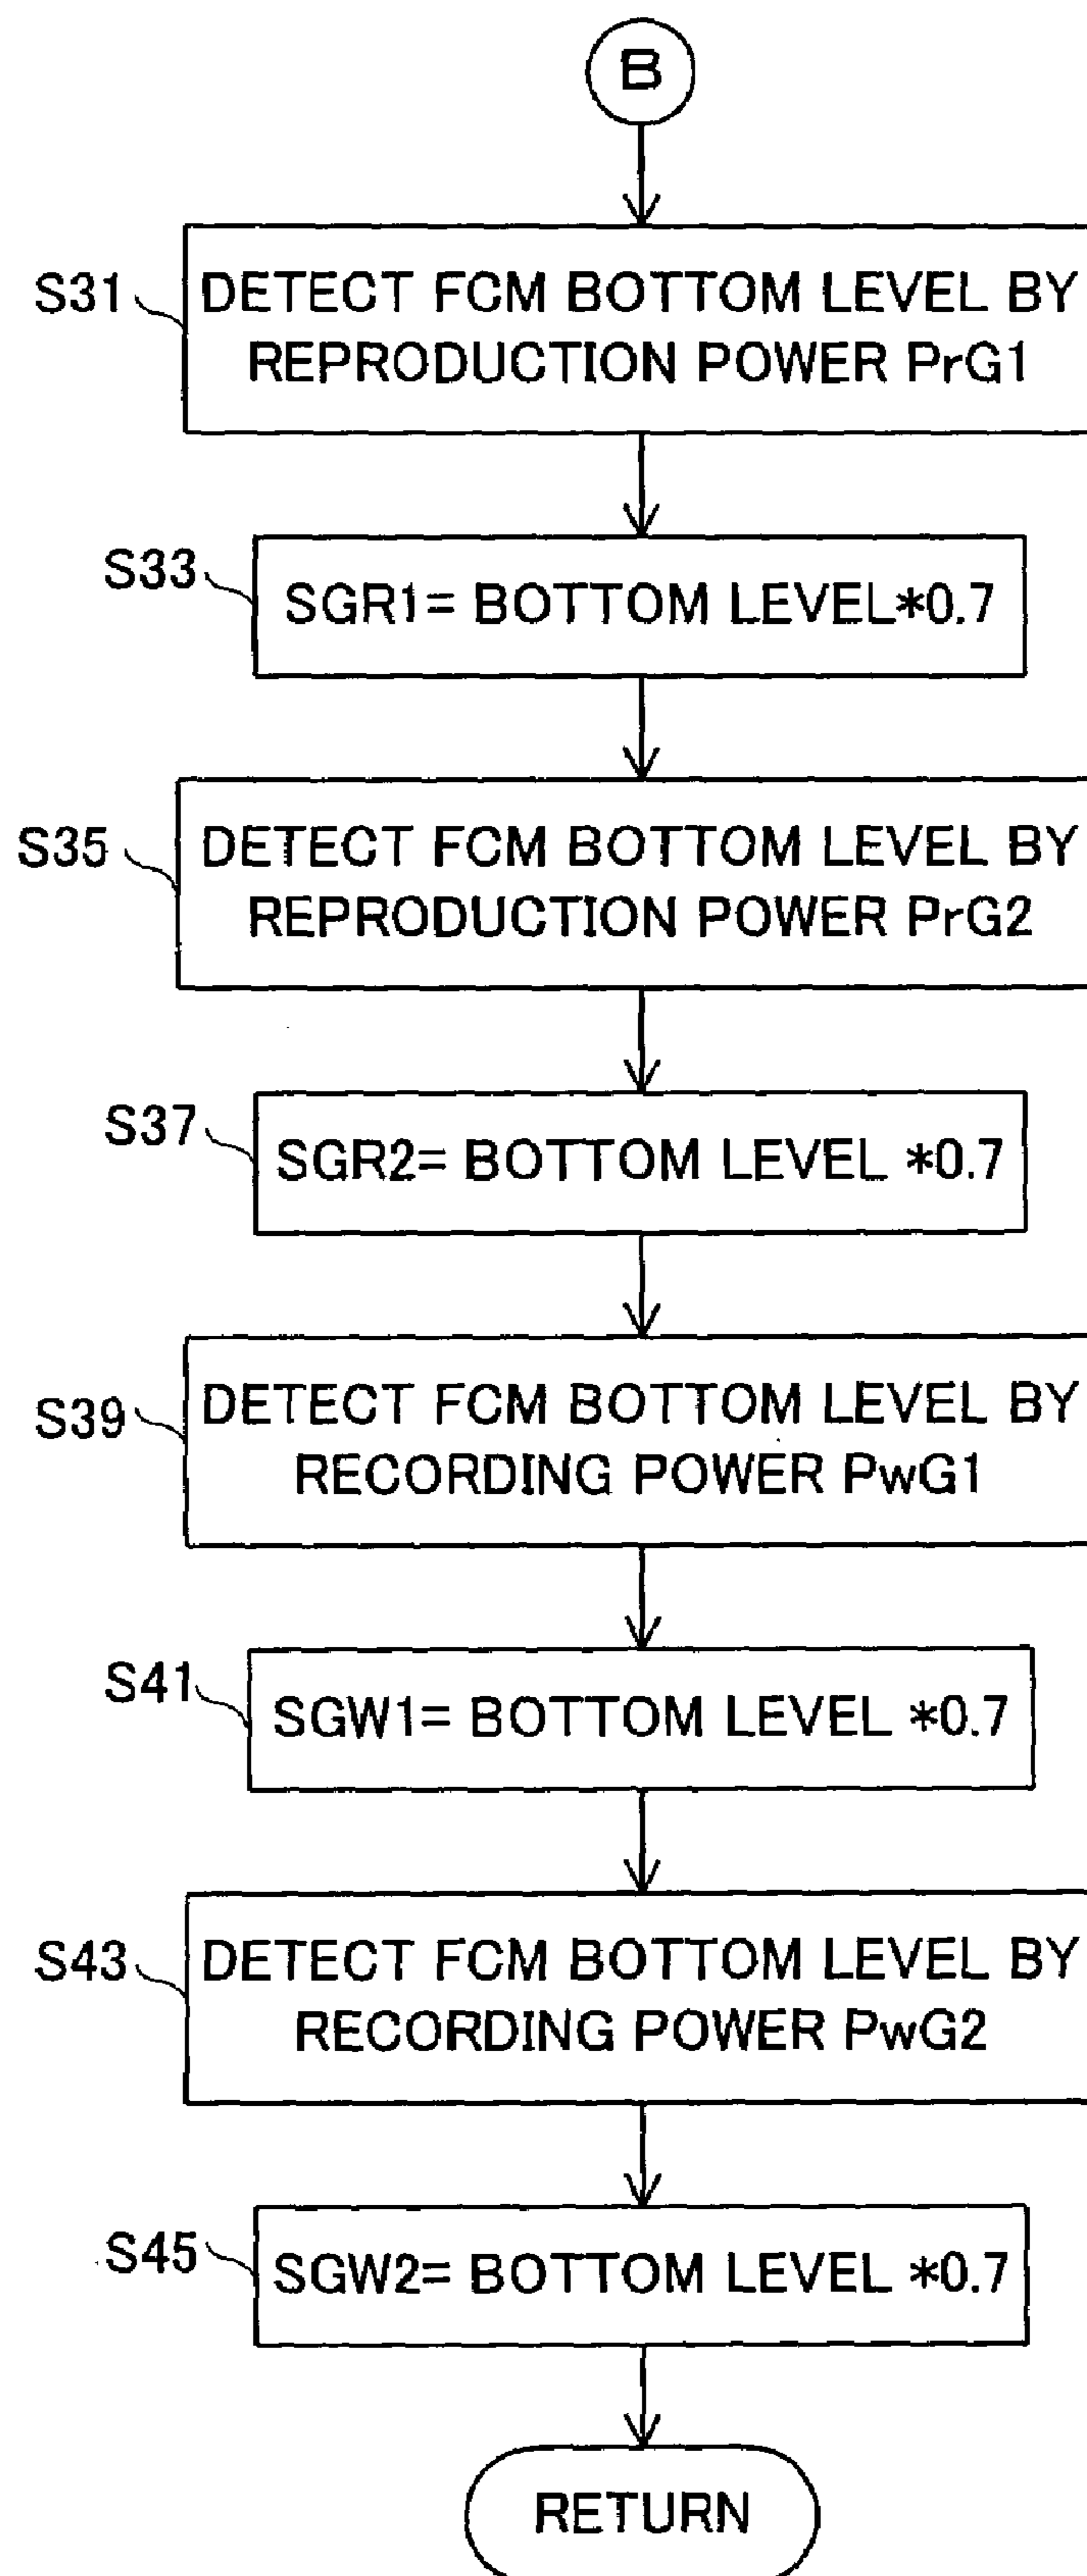 B
S31
DETECT FCM BOTTOM LEVEL BY
REPRODUCTION POWER PrG1
S33
SGR1= BOTTOM LEVEL*0.7
S35
DETECT FCM BOTTOM LEVEL BY
REPRODUCTION POWER PrG2
S37
SGR2= BOTTOM LEVEL *0.7
S39
DETECT FCM BOTTOM LEVEL BY
RECORDING POWER PwG1
S41
SGW1= BOTTOM LEVEL *0.7
S43
DETECT FCM BOTTOM LEVEL BY
RECORDING POWER PwG2
S45
SGW2= BOTTOM LEVEL *0.7
RETURN